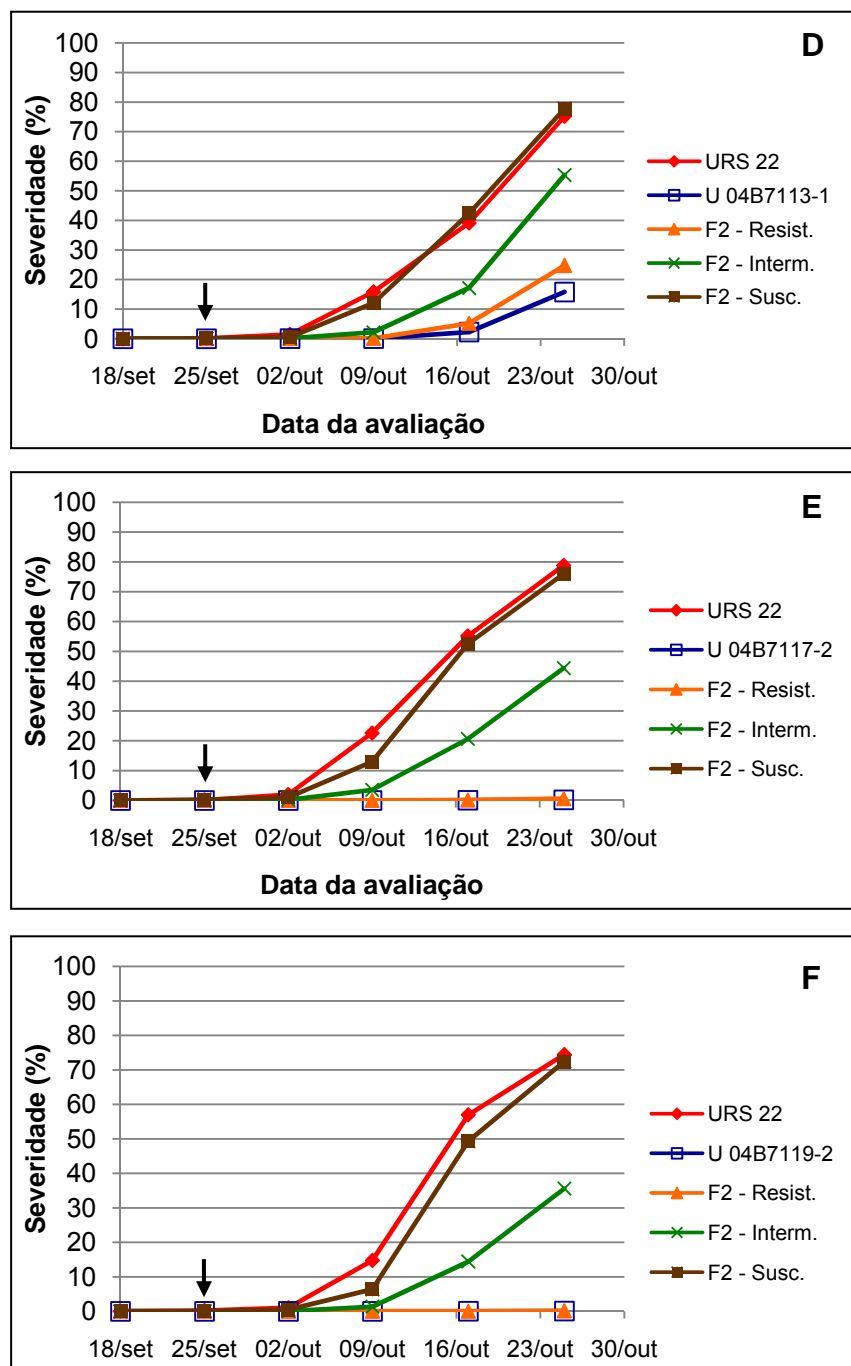 D
Severidade (%)
100
90
80
70
60
50
40
30
20
10
0
18/set 25/set 02/out 09/out 16/out 23/out 30/out
Data da avaliação
URS 22
U 04B7113-1
F2 - Resist.
F2 - Interm.
F2 - Susc.
E
Severidade (%)
100
90
80
70
60
50
40
30
20
10
0
18/set 25/set 02/out 09/out 16/out 23/out 30/out
Data da avaliação
URS 22
U 04B7117-2
F2 - Resist.
F2 - Interm.
F2 - Susc.
F
Severidade (%)
100
90
80
70
60
50
40
30
20
10
0
18/set 25/set 02/out 09/out 16/out 23/out 30/out
URS 22
U 04B7119-2
F2 - Resist.
F2 - Interm.
F2 - Susc.